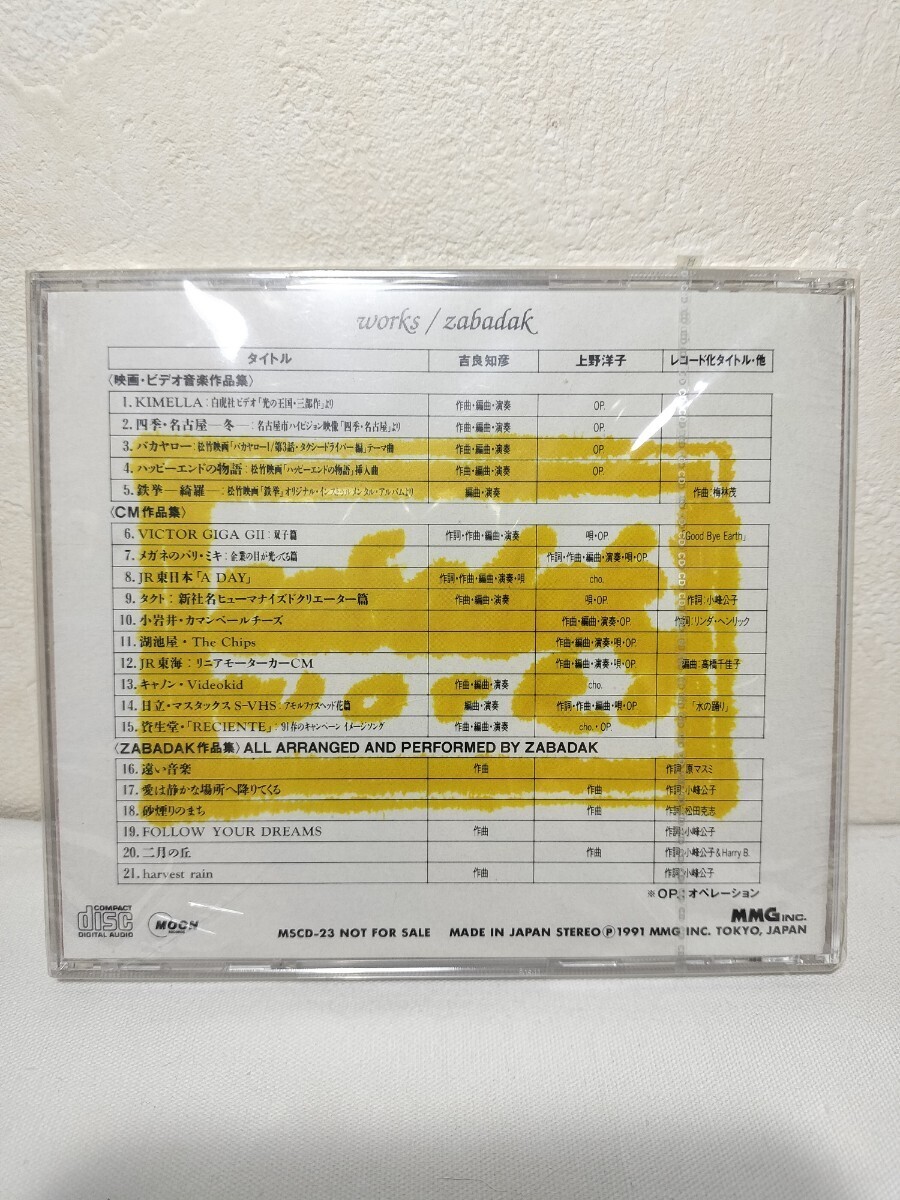 works / zabadak
タイトル 吉良知彦 上野洋子 レコード化タイトル・他
〈映画・ビデオ音楽作品集〉
1. KIMELLA：白虎社ビデオ「光の王国・三部作」より 作曲・編曲・演奏 OP.
2. 四季・名古屋―冬―：名古屋市ハイビジョン映像「四季・名古屋」より 作曲・編曲・演奏 OP.
3. バカヤロー：松竹映画「バカヤローI/第3話・タクシードライバー編」テーマ曲 作曲・編曲・演奏 OP.
4. ハッピーエンドの物語：松竹映画「ハッピーエンドの物語」挿入曲 作曲・編曲・演奏 OP.
5. 鉄拳―綺羅―：松竹映画「鉄拳」オリジナル・インストゥルメンタル・アルバムより 編曲・演奏 作曲：梅林茂
〈CM作品集〉
6. VICTOR GIGA GII：双子篇 作詞・作曲・編曲・演奏 唄・OP. 「Good Bye Earth」
7. メガネのパリ・ミキ：企業の目が光ってる篇 作詞・作曲・編曲・演奏・唄・OP.
8. JR東日本「A DAY」 作詞・作曲・編曲・演奏・唄 cho.
9. タクト：新社名ヒューマナイズドクリエーター篇 作曲・編曲・演奏 唄・OP. 作詞：小峰公子
10. 小岩井・カマンベールチーズ 作曲・編曲・演奏・OP. 作詞：リンダ・ヘンリック
11. 湖池屋・The Chips 作曲・編曲・演奏・唄・OP.
12. JR東海：リニアモーターカーCM 作曲・編曲・演奏・唄・OP. 編曲：高橋千佳子
13. キャノン・Videokid 作曲・編曲・演奏 cho.
14. 日立・マスタックス S-VHS：アモルファスヘッド花篇 編曲・演奏 作詞・作曲・編曲・唄・OP. 「水の踊り」
15. 資生堂・「RECIENTE」：'91春のキャンペーン イメージソング 作曲・編曲・演奏 cho.・OP.
〈ZABADAK作品集〉ALL ARRANGED AND PERFORMED BY ZABADAK
16. 遠い音楽 作曲 作詞：原マスミ
17. 愛は静かな場所へ降りてくる 作曲 作詞：小峰公子
18. 砂煙りのまち 作曲 作詞：松田克志
19. FOLLOW YOUR DREAMS 作曲 作詞：小峰公子
20. 二月の丘 作曲 作詞：小峰公子&Harry B.
21. harvest rain 作曲 作詞：小峰公子
※OP.：オペレーション
COMPACT
disc
DIGITAL AUDIO
MOON
MMG INC.
MSCD-23 NOT FOR SALE MADE IN JAPAN STEREO Ⓟ 1991 MMG INC. TOKYO, JAPAN